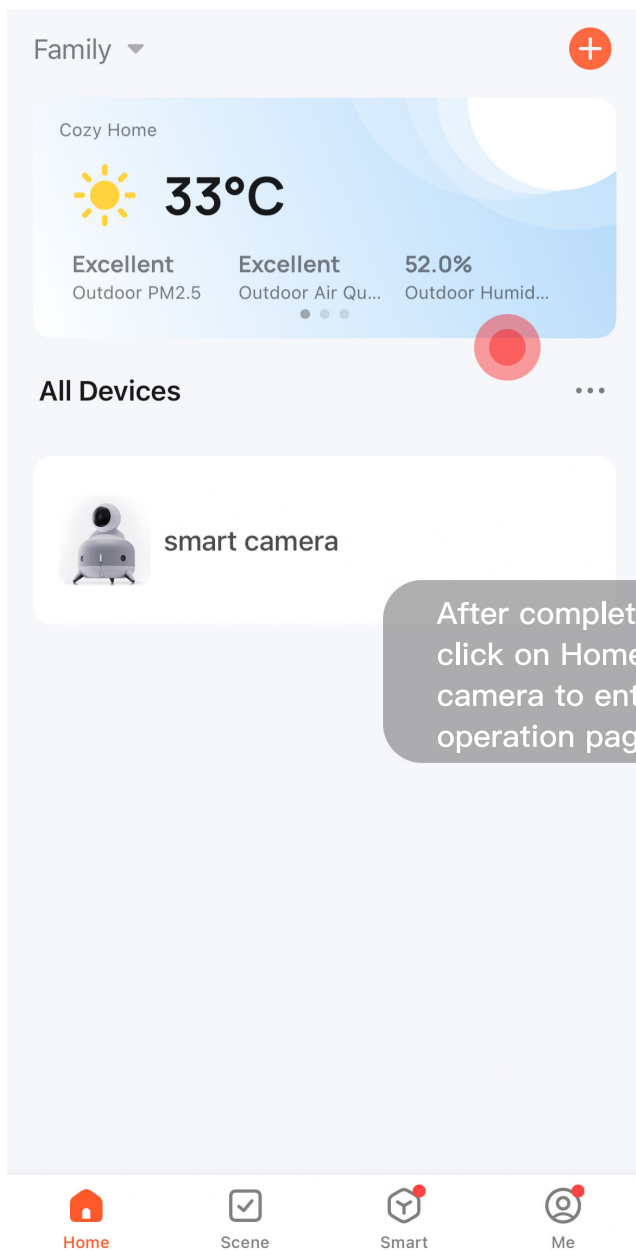 Family
Cozy Home
33°C
Excellent Excellent 52.0%
Outdoor PM2.5 Outdoor Air Qu... Outdoor Humid...
All Devices
smart camera
After complet
click on Home
camera to ent
operation pag
Home Scene Smart Me